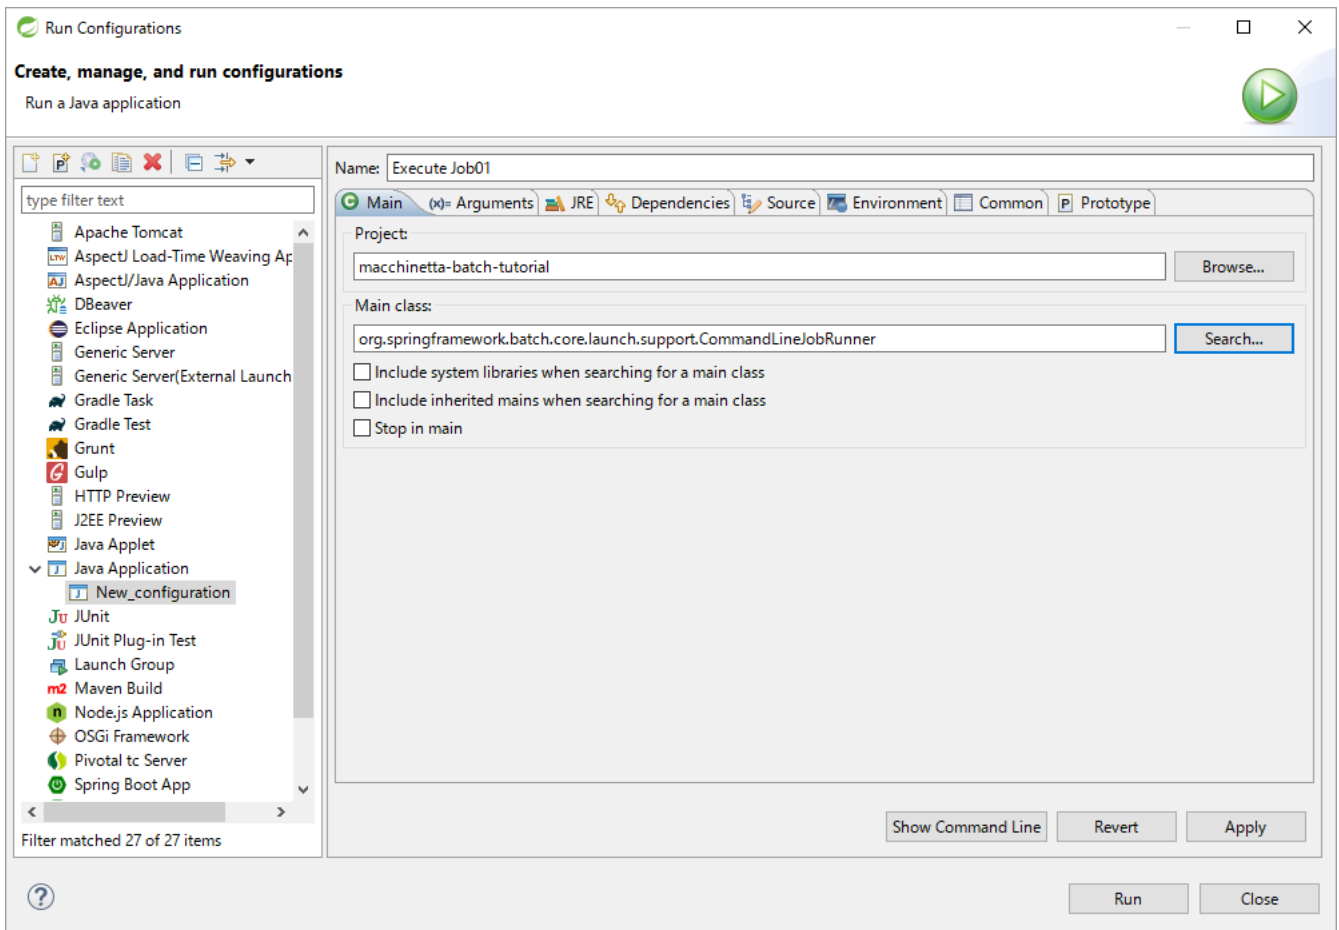 Run Configurations
Create, manage, and run configurations
Run a Java application
type filter text
Apache Tomcat
AspectJ Load-Time Weaving Ap
AspectJ/Java Application
DBeaver
Eclipse Application
Generic Server
Generic Server(External Launch
Gradle Task
Gradle Test
Grunt
Gulp
HTTP Preview
J2EE Preview
Java Applet
Java Application
New_configuration
JUnit
JUnit Plug-in Test
Launch Group
m2 Maven Build
Node.js Application
OSGi Framework
Pivotal tc Server
Spring Boot App
Filter matched 27 of 27 items
Name: Execute Job01
Main (x)= Arguments JRE Dependencies Source Environment Common Prototype
Project:
macchinetta-batch-tutorial Browse...
Main class:
org.springframework.batch.core.launch.support.CommandLineJobRunner Search...
Include system libraries when searching for a main class
Include inherited mains when searching for a main class
Stop in main
Show Command Line Revert Apply
Run Close